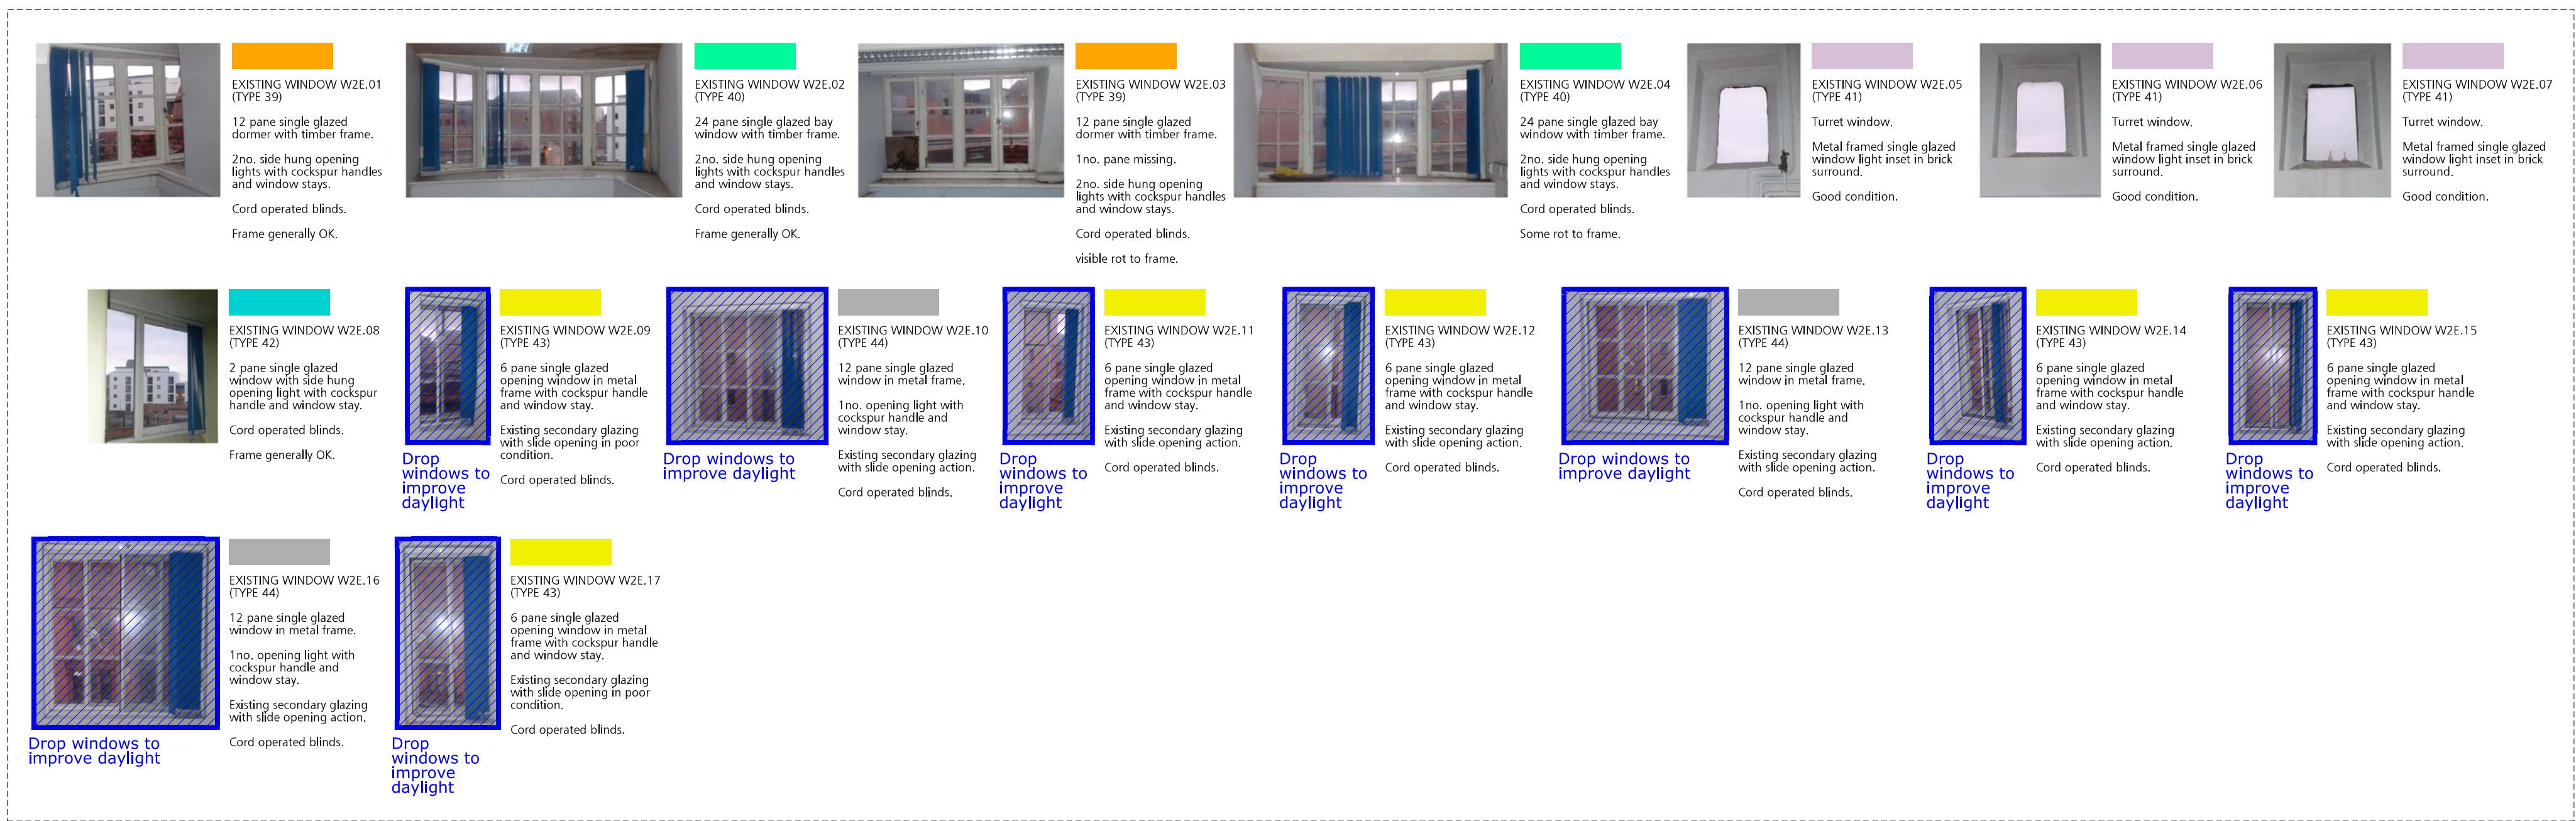 EXISTING WINDOW W2E.01
(TYPE 39)
12 pane single glazed
dormer with timber frame.
2no. side hung opening
lights with cockspur handles
and window stays.
Cord operated blinds.
Frame generally OK.
EXISTING WINDOW W2E.02
(TYPE 40)
24 pane single glazed bay
window with timber frame.
2no. side hung opening
lights with cockspur handles
and window stays.
Cord operated blinds.
Frame generally OK.
EXISTING WINDOW W2E.03
(TYPE 39)
12 pane single glazed
dormer with timber frame.
1no. pane missing.
2no. side hung opening
lights with cockspur handles
and window stays.
Cord operated blinds.
visible rot to frame.
EXISTING WINDOW W2E.04
(TYPE 40)
24 pane single glazed bay
window with timber frame.
2no. side hung opening
lights with cockspur handles
and window stays.
Cord operated blinds.
Some rot to frame.
EXISTING WINDOW W2E.05
(TYPE 41)
Turret window.
Metal framed single glazed
window light inset in brick
surround.
Good condition.
EXISTING WINDOW W2E.06
(TYPE 41)
Turret window.
Metal framed single glazed
window light inset in brick
surround.
Good condition.
EXISTING WINDOW W2E.07
(TYPE 41)
Turret window.
Metal framed single glazed
window light inset in brick
surround.
Good condition.
EXISTING WINDOW W2E.08
(TYPE 42)
2 pane single glazed
window with side hung
opening light with cockspur
handle and window stay.
Cord operated blinds.
Frame generally OK.
Drop
windows to
improve
daylight
EXISTING WINDOW W2E.09
(TYPE 43)
6 pane single glazed
opening window in metal
frame with cockspur handle
and window stay.
Existing secondary glazing
with slide opening in poor
condition.
Cord operated blinds.
Drop windows to
improve daylight
EXISTING WINDOW W2E.10
(TYPE 44)
12 pane single glazed
window in metal frame.
1no. opening light with
cockspur handle and
window stay.
Existing secondary glazing
with slide opening action.
Cord operated blinds.
Drop
windows to
improve
daylight
EXISTING WINDOW W2E.11
(TYPE 43)
6 pane single glazed
opening window in metal
frame with cockspur handle
and window stay.
Existing secondary glazing
with slide opening action.
Cord operated blinds.
Drop
windows to
improve
daylight
EXISTING WINDOW W2E.12
(TYPE 43)
6 pane single glazed
opening window in metal
frame with cockspur handle
and window stay.
Existing secondary glazing
with slide opening action.
Cord operated blinds.
Drop windows to
improve daylight
EXISTING WINDOW W2E.13
(TYPE 44)
12 pane single glazed
window in metal frame.
1no. opening light with
cockspur handle and
window stay.
Existing secondary glazing
with slide opening action.
Cord operated blinds.
Drop
windows to
improve
daylight
EXISTING WINDOW W2E.14
(TYPE 43)
6 pane single glazed
opening window in metal
frame with cockspur handle
and window stay.
Existing secondary glazing
with slide opening action.
Cord operated blinds.
Drop
windows to
improve
daylight
EXISTING WINDOW W2E.15
(TYPE 43)
6 pane single glazed
opening window in metal
frame with cockspur handle
and window stay.
Existing secondary glazing
with slide opening action.
Cord operated blinds.
Drop windows to
improve daylight
EXISTING WINDOW W2E.16
(TYPE 44)
12 pane single glazed
window in metal frame.
1no. opening light with
cockspur handle and
window stay.
Existing secondary glazing
with slide opening action.
Cord operated blinds.
Drop
windows to
improve
daylight
EXISTING WINDOW W2E.17
(TYPE 43)
6 pane single glazed
opening window in metal
frame with cockspur handle
and window stay.
Existing secondary glazing
with slide opening in poor
condition.
Cord operated blinds.